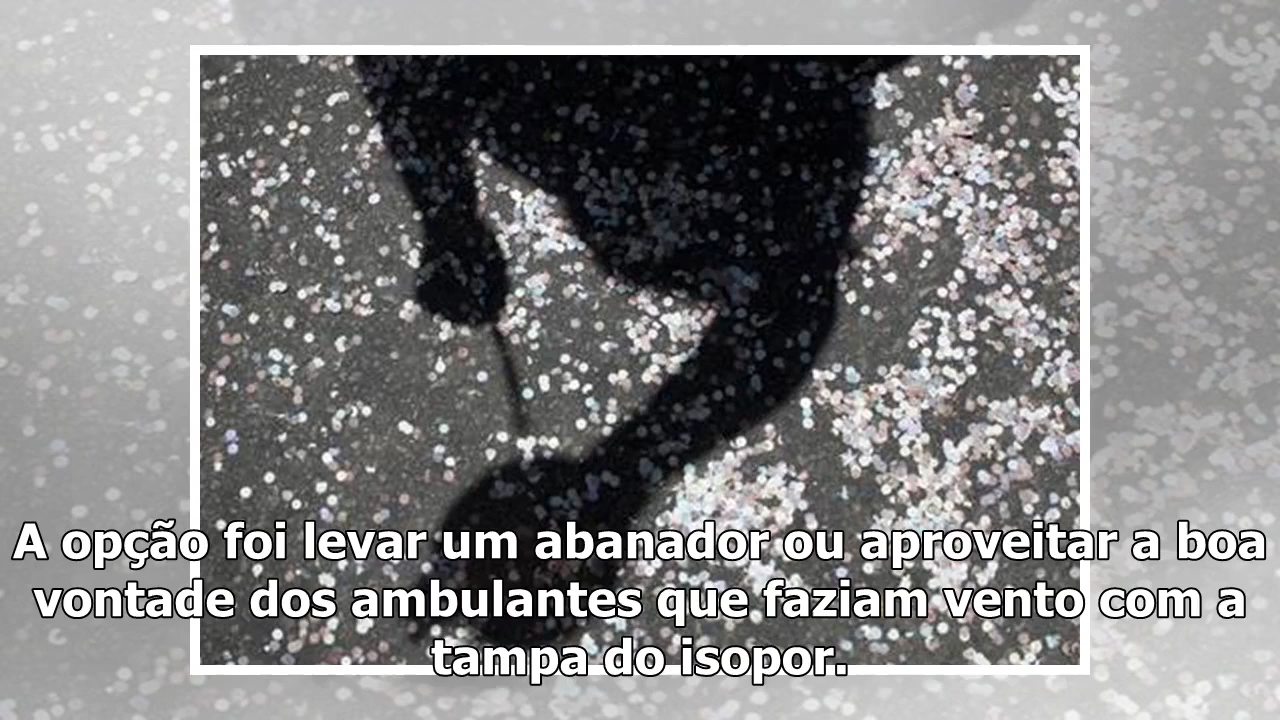 A opção foi levar um abanador ou aproveitar a boa
vontade dos ambulantes que faziam vento com a
tampa do isopor.